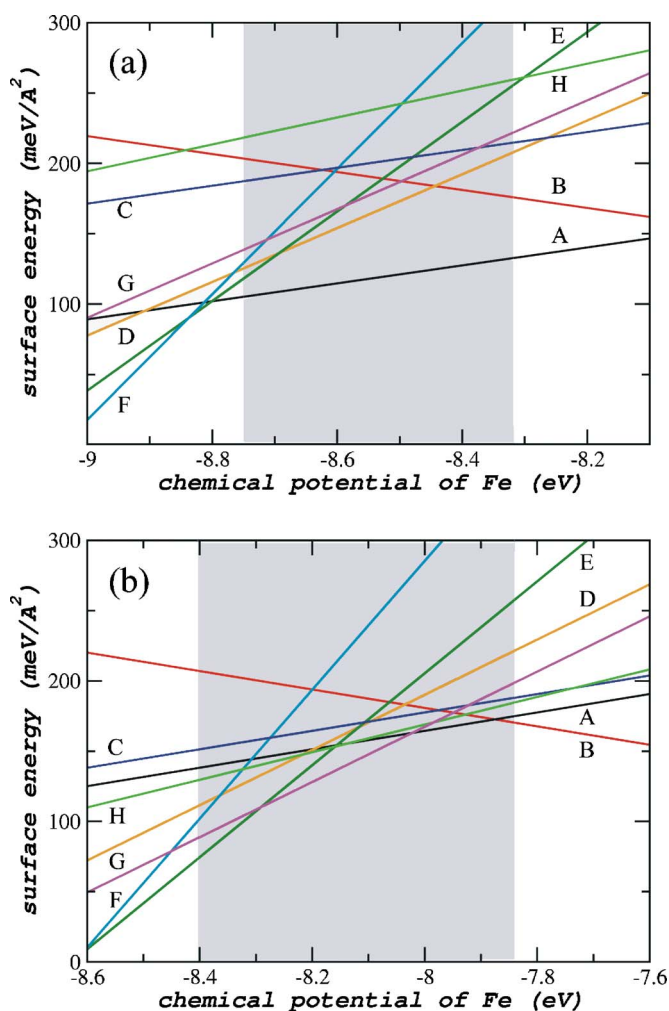 300
(a)
E
H
surface energy (meV/Å²)
200
C
B
A
G
100
D
F
-9
-8.8
-8.6
-8.4
-8.2
chemical potential of Fe (eV)
300
(b)
E
D
surface energy (meV/Å²)
200
C
A
B
H
100
G
F
0
-8.6
-8.4
-8.2
-8
-7.8
-7.6
chemical potential of Fe (eV)